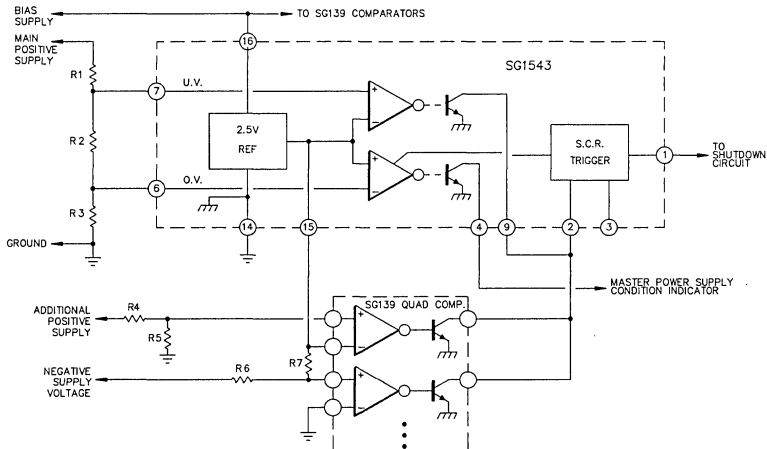 BIAS
SUPPLY
TO SG139 COMPARATORS
MAIN
POSITIVE
SUPPLY
16
SG1543
R1
7
U.V.
+
−
2.5V
REF
R2
+
−
S.C.R.
TRIGGER
1
TO
SHUTDOWN
CIRCUIT
6
O.V.
R3
14
15
4
9
2
3
GROUND
MASTER POWER SUPPLY
CONDITION INDICATOR
SG139 QUAD COMP.
ADDITIONAL
POSITIVE
SUPPLY
R4
R5
+
−
R7
NEGATIVE
SUPPLY
VOLTAGE
R6
+
−